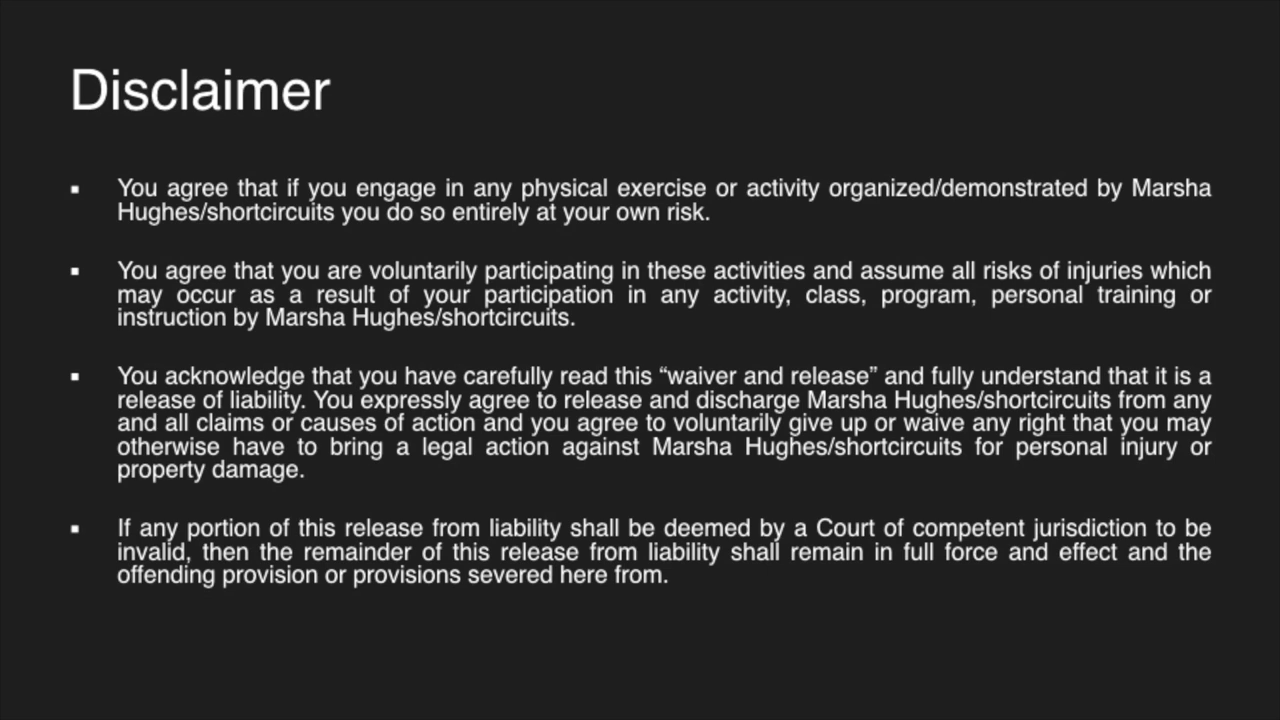 Disclaimer
▪ You agree that if you engage in any physical exercise or activity organized/demonstrated by Marsha
Hughes/shortcircuits you do so entirely at your own risk.
▪ You agree that you are voluntarily participating in these activities and assume all risks of injuries which
may occur as a result of your participation in any activity, class, program, personal training or
instruction by Marsha Hughes/shortcircuits.
▪ You acknowledge that you have carefully read this “waiver and release” and fully understand that it is a
release of liability. You expressly agree to release and discharge Marsha Hughes/shortcircuits from any
and all claims or causes of action and you agree to voluntarily give up or waive any right that you may
otherwise have to bring a legal action against Marsha Hughes/shortcircuits for personal injury or
property damage.
▪ If any portion of this release from liability shall be deemed by a Court of competent jurisdiction to be
invalid, then the remainder of this release from liability shall remain in full force and effect and the
offending provision or provisions severed here from.